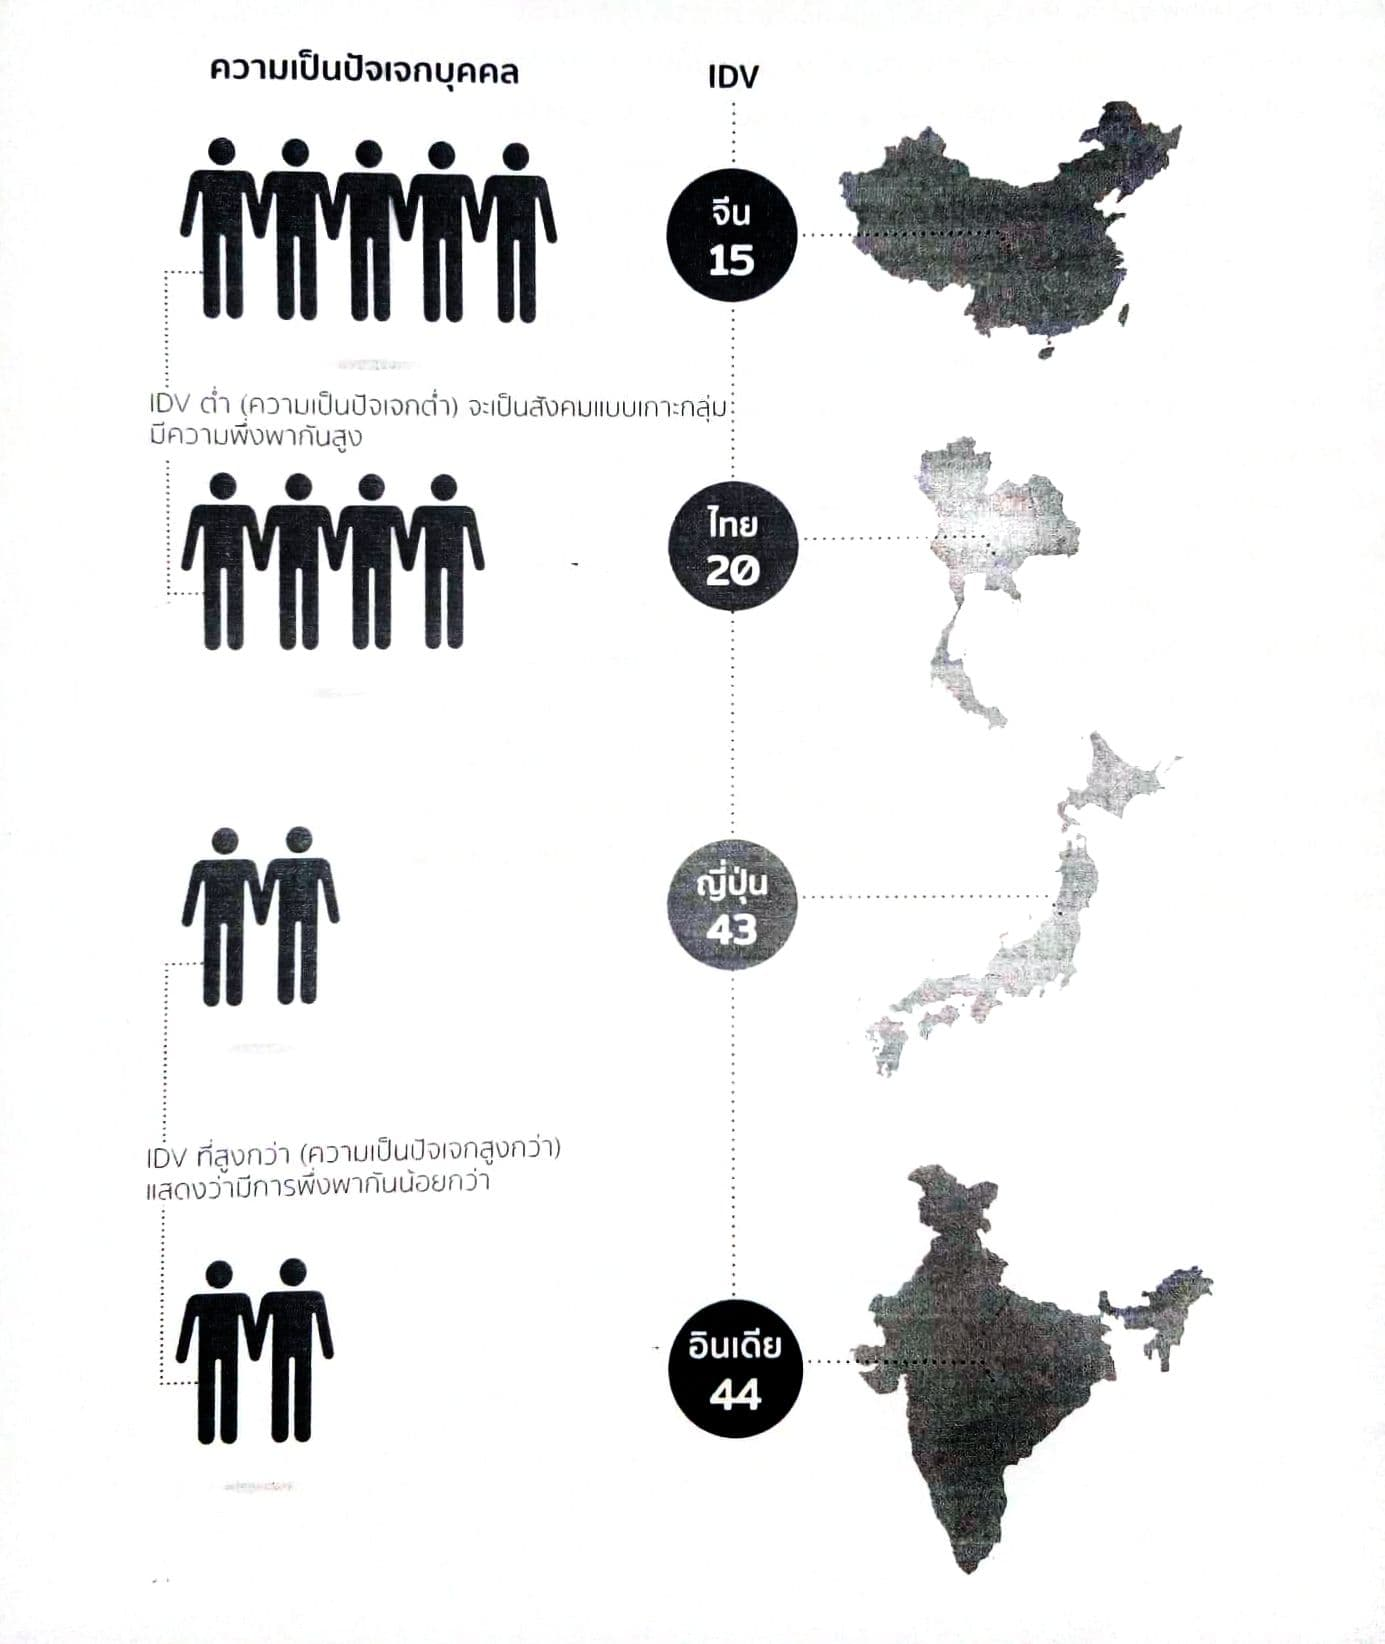 ความเป็นปัจเจกบุคคล
IDV
จีน
15
IDV ต่ำ (ความเป็นปัจเจกต่ำ) จะเป็นสังคมแบบเกาะกลุ่ม
มีความพึ่งพากันสูง
ไทย
20
ญี่ปุ่น
43
IDV ที่สูงกว่า (ความเป็นปัจเจกสูงกว่า)
แสดงว่ามีการพึ่งพากันน้อยกว่า
อินเดีย
44